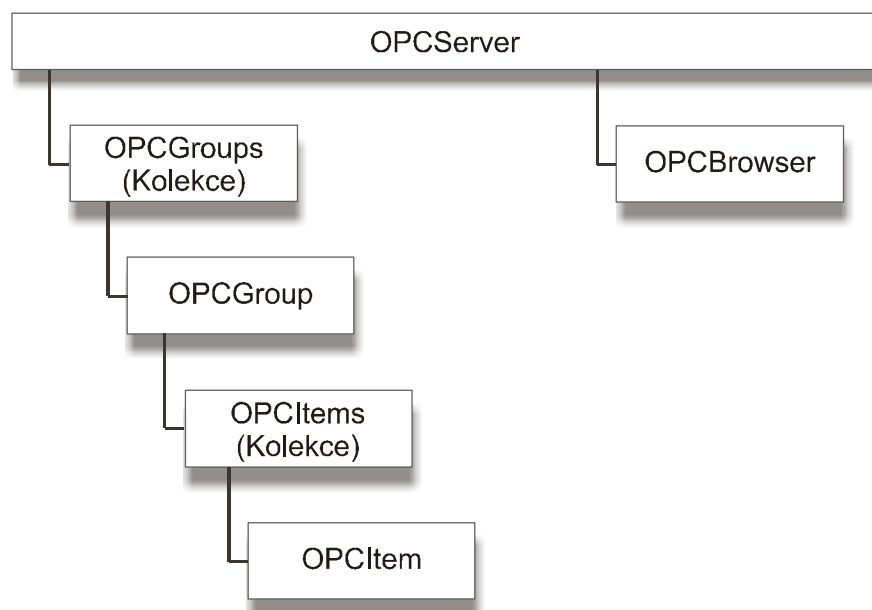 OPCServer
OPCGroups
(Kolekce)
OPCBrowser
OPCGroup
OPCItems
(Kolekce)
OPCItem